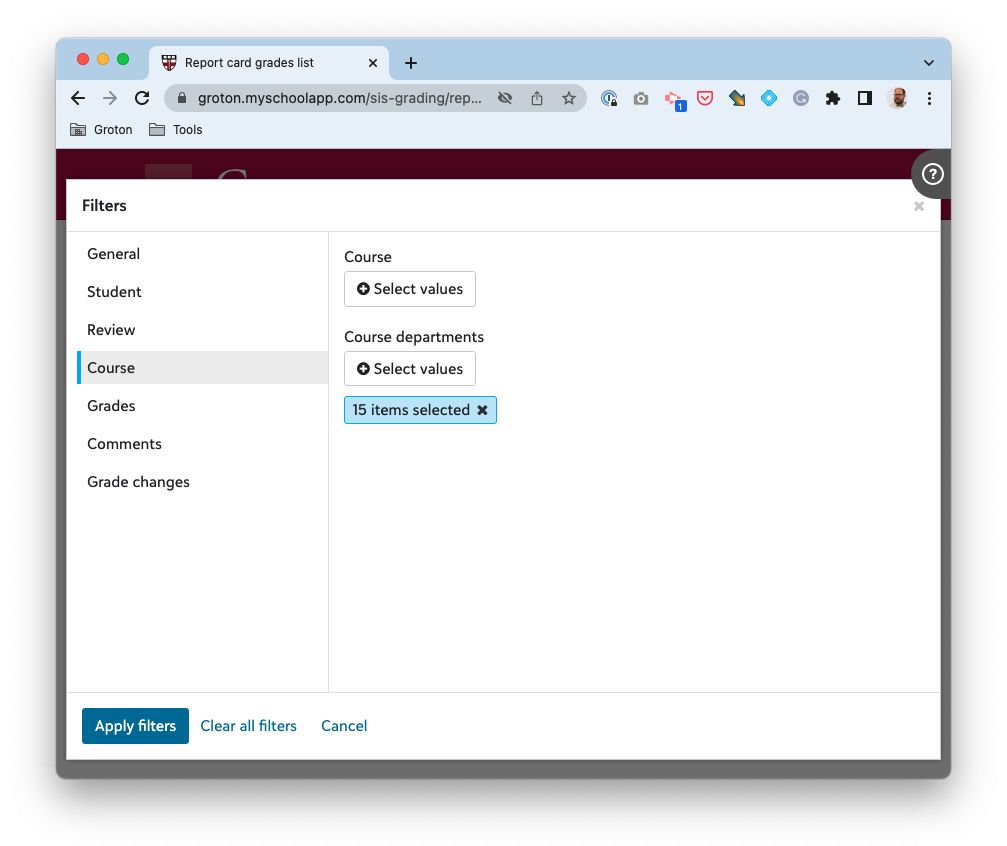 Report card grades list
groton.myschoolapp.com/sis-grading/rep...
1
Groton
Tools
Filters
General
Student
Review
Course
Grades
Comments
Grade changes
Course
Select values
Course departments
Select values
15 items selected
Apply filters
Clear all filters
Cancel